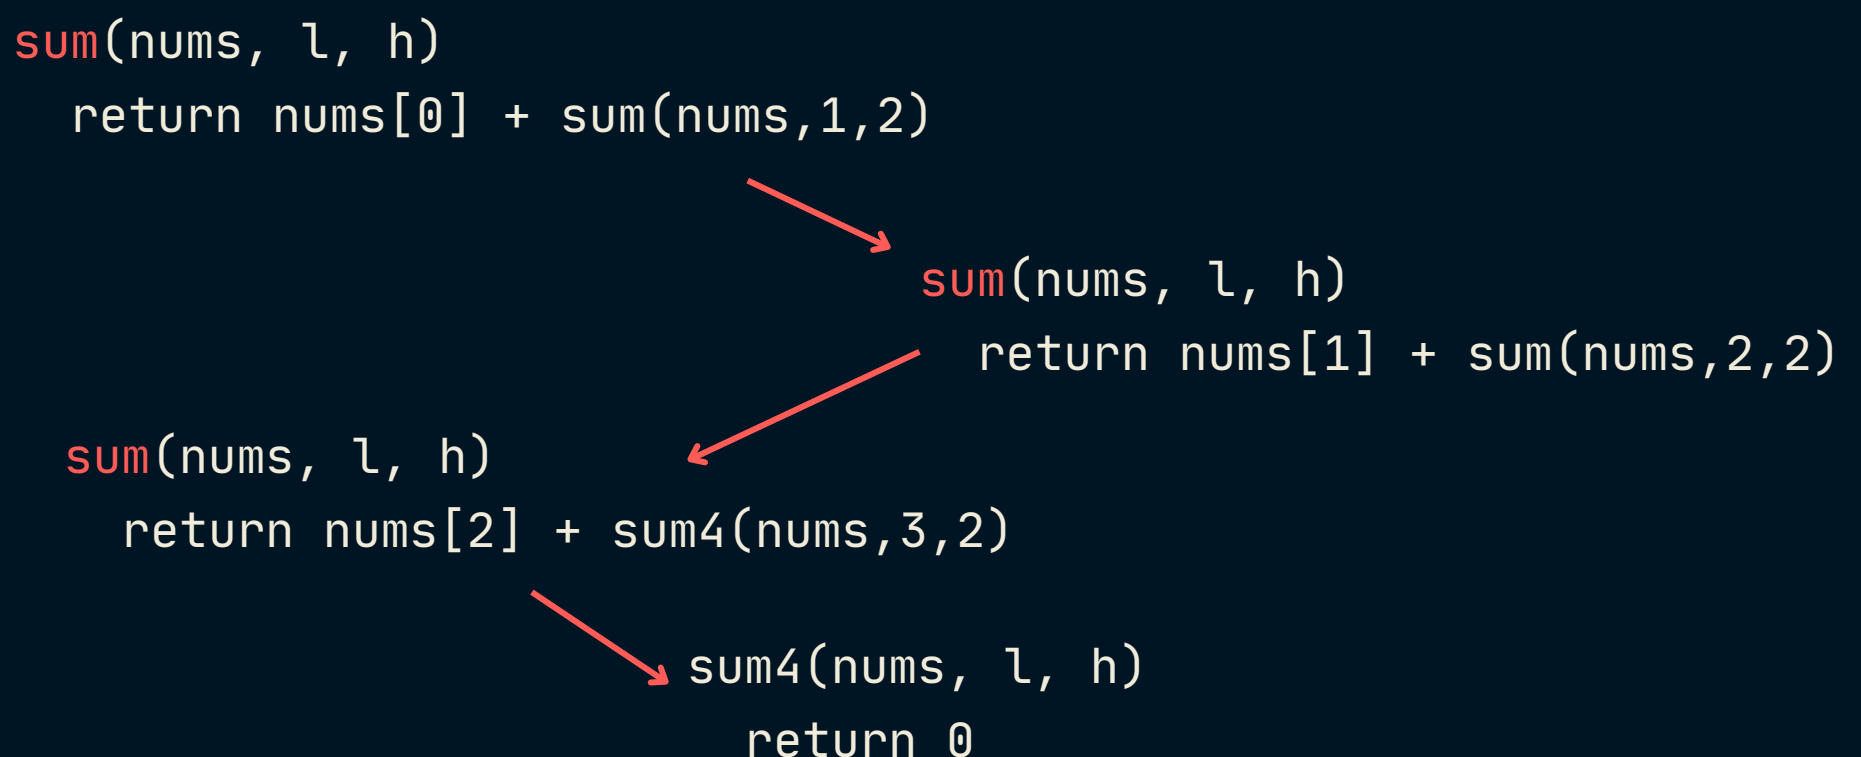 sum(nums, l, h)
return nums[0] + sum(nums,1,2)
sum(nums, l, h)
return nums[1] + sum(nums,2,2)
sum(nums, l, h)
return nums[2] + sum4(nums,3,2)
sum4(nums, l, h)
return 0